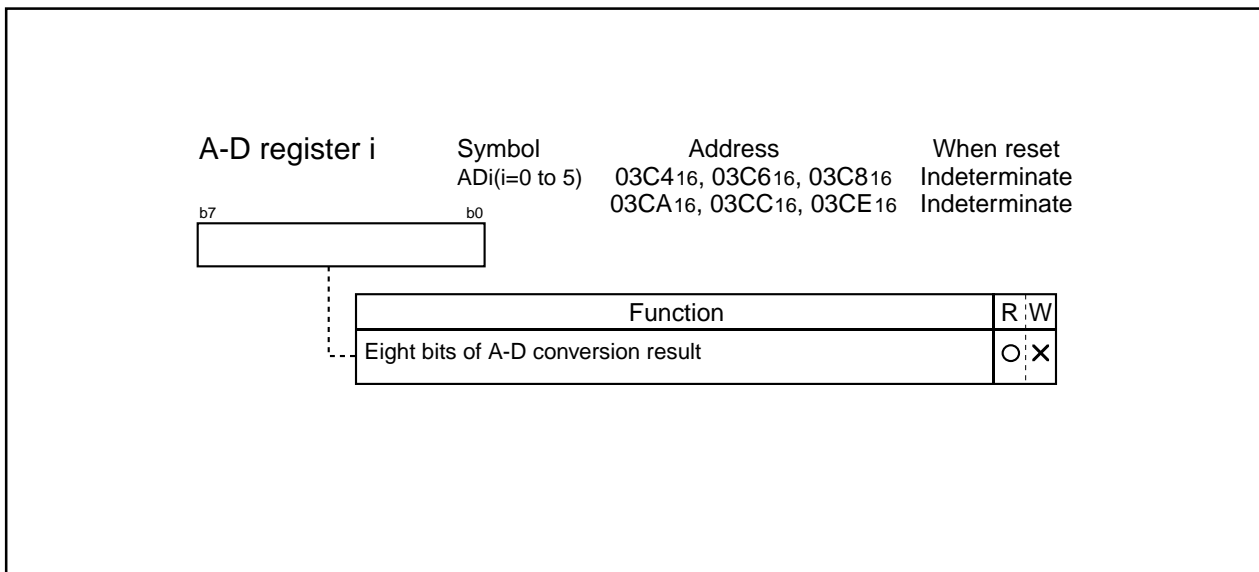 A-D register i Symbol Address When reset
ADi(i=0 to 5) 03C416, 03C616, 03C816 Indeterminate
03CA16, 03CC16, 03CE16 Indeterminate
b7 b0
Function R W
Eight bits of A-D conversion result O X